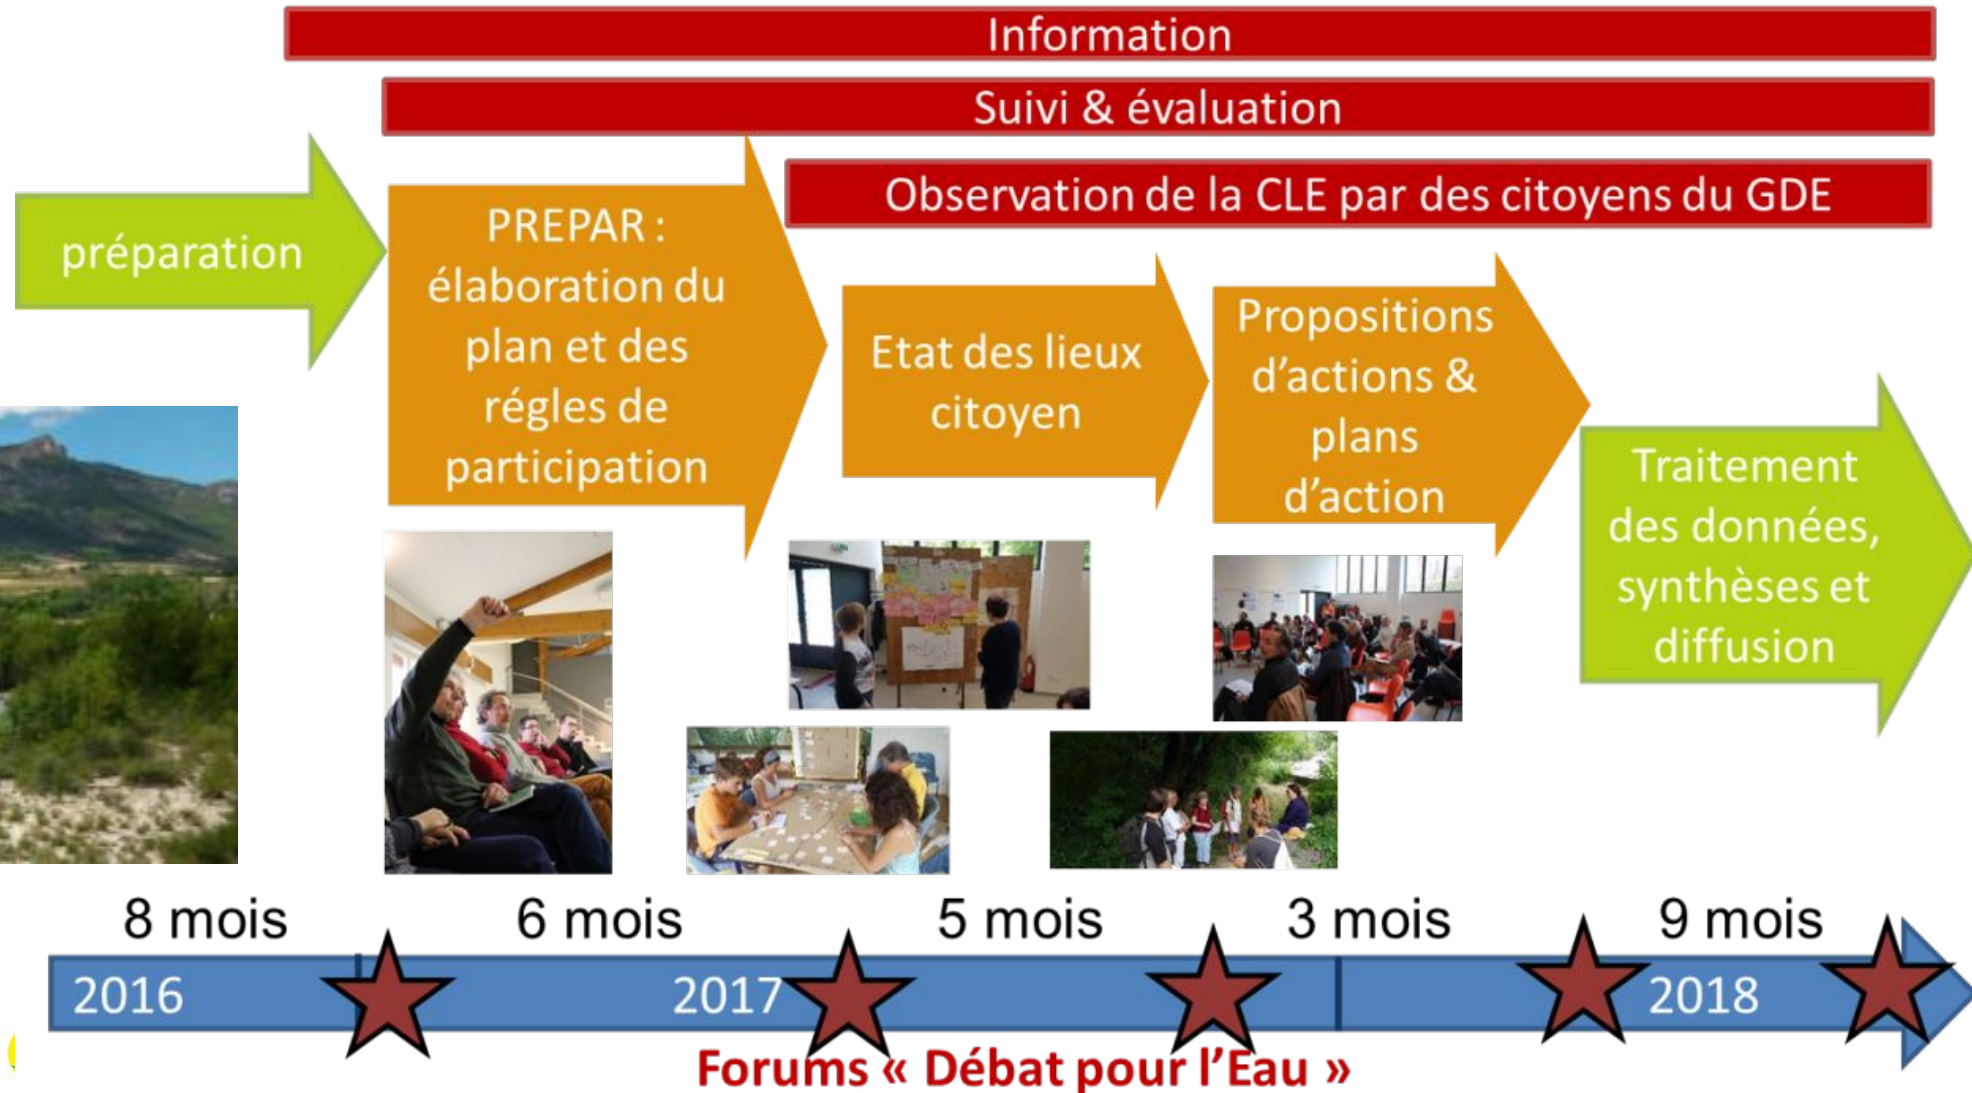 Information
Suivi & évaluation
Observation de la CLE par des citoyens du GDE
préparation
PREPAR :
élaboration du
plan et des
régles de
participation
Etat des lieux
citoyen
Propositions
d’actions &
plans
d’action
Traitement
des données,
synthèses et
diffusion
8 mois
6 mois
5 mois
3 mois
9 mois
2016
2017
2018
Forums « Débat pour l’Eau »